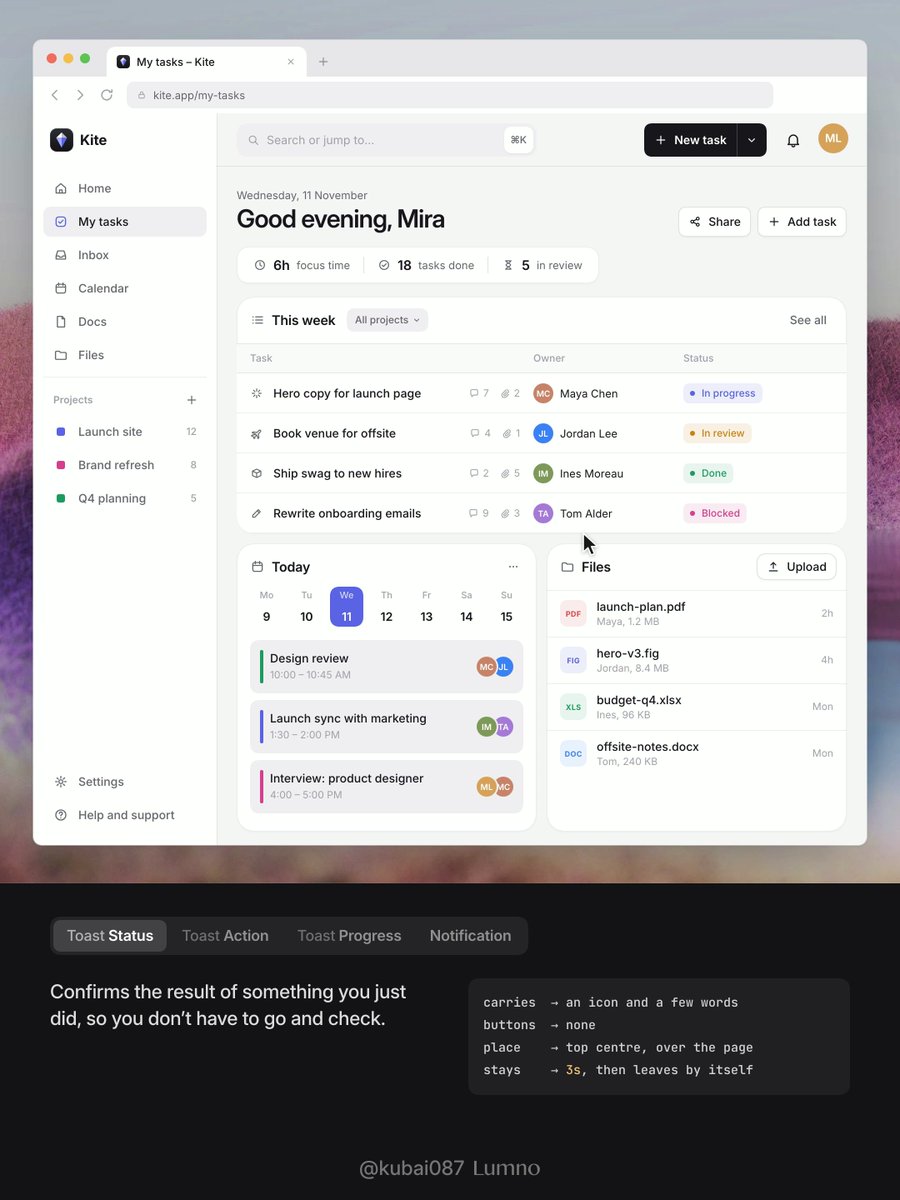 My tasks – Kite
kite.app/my-tasks
Kite
Search or jump to...
⌘K
+ New task
ML
Home
My tasks
Inbox
Calendar
Docs
Files
Projects +
Launch site 12
Brand refresh 8
Q4 planning 5
Settings
Help and support
Wednesday, 11 November
Good evening, Mira
Share
+ Add task
6h focus time 18 tasks done 5 in review
This week All projects See all
Task Owner Status
Hero copy for launch page 7 2 MC Maya Chen In progress
Book venue for offsite 4 1 JL Jordan Lee In review
Ship swag to new hires 2 5 IM Ines Moreau Done
Rewrite onboarding emails 9 3 TA Tom Alder Blocked
Today ...
Mo Tu We Th Fr Sa Su
9 10 11 12 13 14 15
Design review
10:00 – 10:45 AM
MC JL
Launch sync with marketing
1:30 – 2:00 PM
IM TA
Interview: product designer
4:00 – 5:00 PM
ML MC
Files Upload
PDF launch-plan.pdf 2h
Maya, 1.2 MB
FIG hero-v3.fig 4h
Jordan, 8.4 MB
XLS budget-q4.xlsx Mon
Ines, 96 KB
DOC offsite-notes.docx Mon
Tom, 240 KB
Toast Status Toast Action Toast Progress Notification
Confirms the result of something you just
did, so you don’t have to go and check.
carries → an icon and a few words
buttons → none
place → top centre, over the page
stays → 3s, then leaves by itself
@kubai087 Lumno